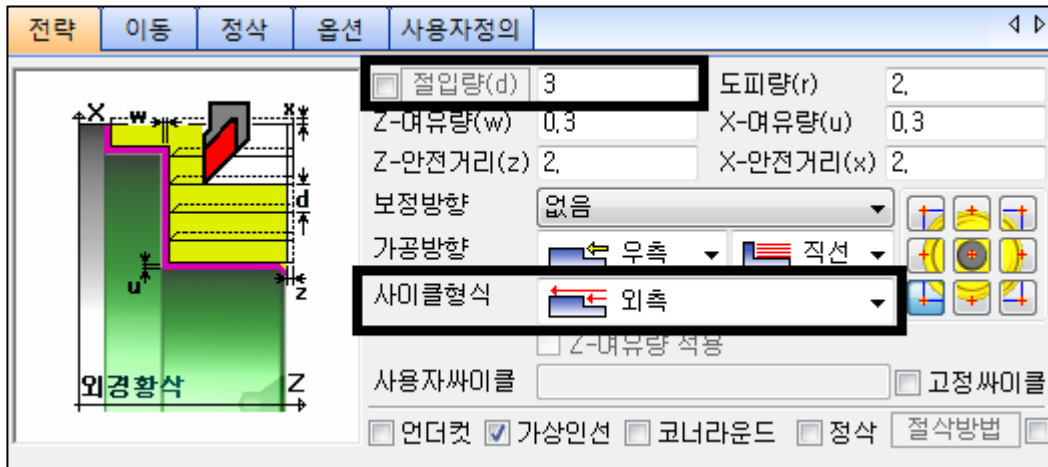 전략 이동 정삭 옵션 사용자정의
절입량(d) 3 도피량(r) 2,
Z-여유량(w) 0,3 X-여유량(u) 0,3
Z-안전거리(z) 2, X-안전거리(x) 2,
보정방향 없음
가공방향 우측 직선
사이클형식 외측
Z-여유량 적용
사용자싸이클 고정싸이클
언더컷 가상인선 코너라운드 정삭 절삭방법
X w x
d
u z
외경황삭 Z